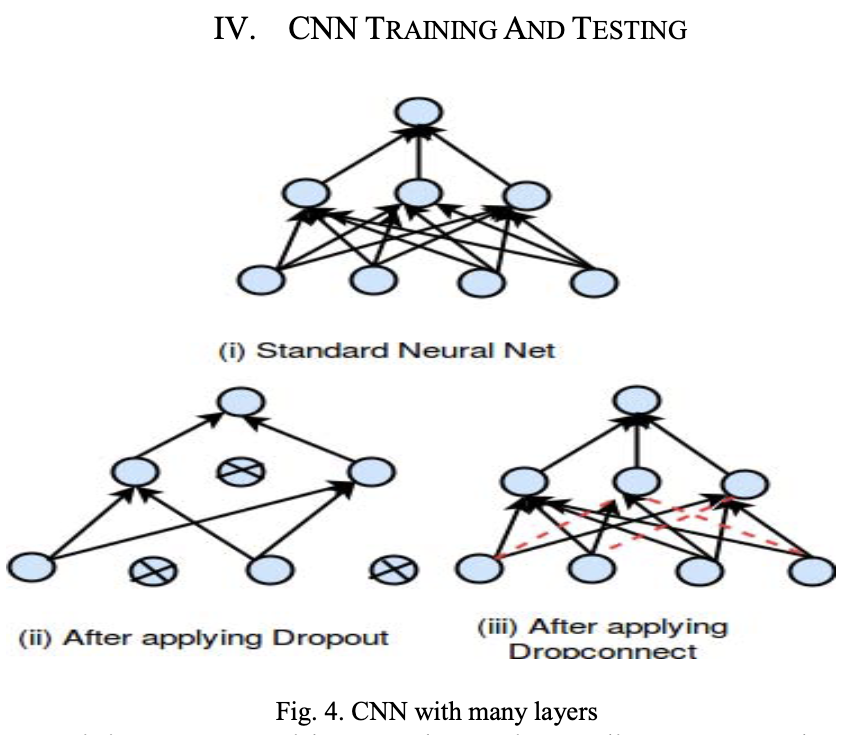 IV. CNN TRAINING AND TESTING
(i) Standard Neural Net
(ii) After applying Dropout
(iii) After applying
Dropconnect
Fig. 4. CNN with many layers